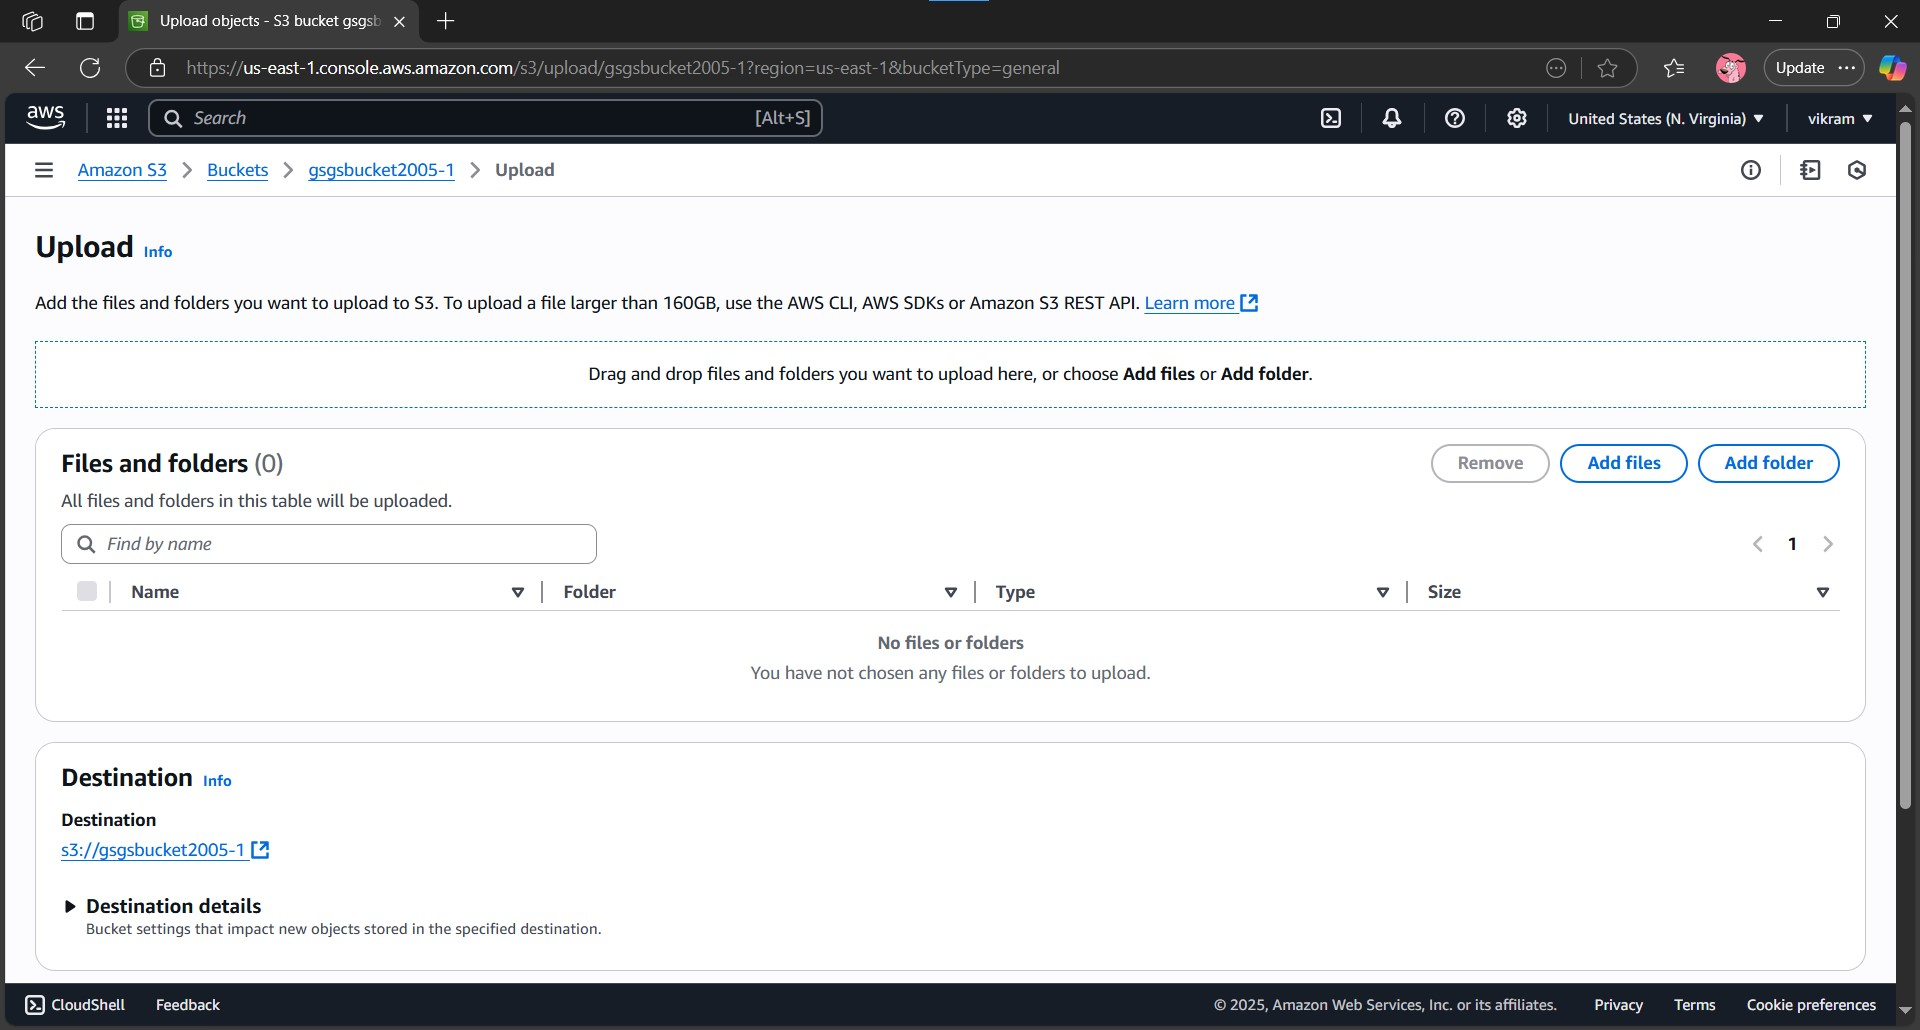 Upload objects - S3 bucket gsgsb
https://us-east-1.console.aws.amazon.com/s3/upload/gsgsbucket2005-1?region=us-east-1&bucketType=general
Update
aws
Search
[Alt+S]
United States (N. Virginia)
vikram
Amazon S3
Buckets
gsgsbucket2005-1
Upload
Upload Info
Add the files and folders you want to upload to S3. To upload a file larger than 160GB, use the AWS CLI, AWS SDKs or Amazon S3 REST API. Learn more
Drag and drop files and folders you want to upload here, or choose Add files or Add folder.
Files and folders (0)
Remove
Add files
Add folder
All files and folders in this table will be uploaded.
Find by name
1
Name
Folder
Type
Size
No files or folders
You have not chosen any files or folders to upload.
Destination Info
Destination
s3://gsgsbucket2005-1
Destination details
Bucket settings that impact new objects stored in the specified destination.
CloudShell
Feedback
© 2025, Amazon Web Services, Inc. or its affiliates.
Privacy
Terms
Cookie preferences